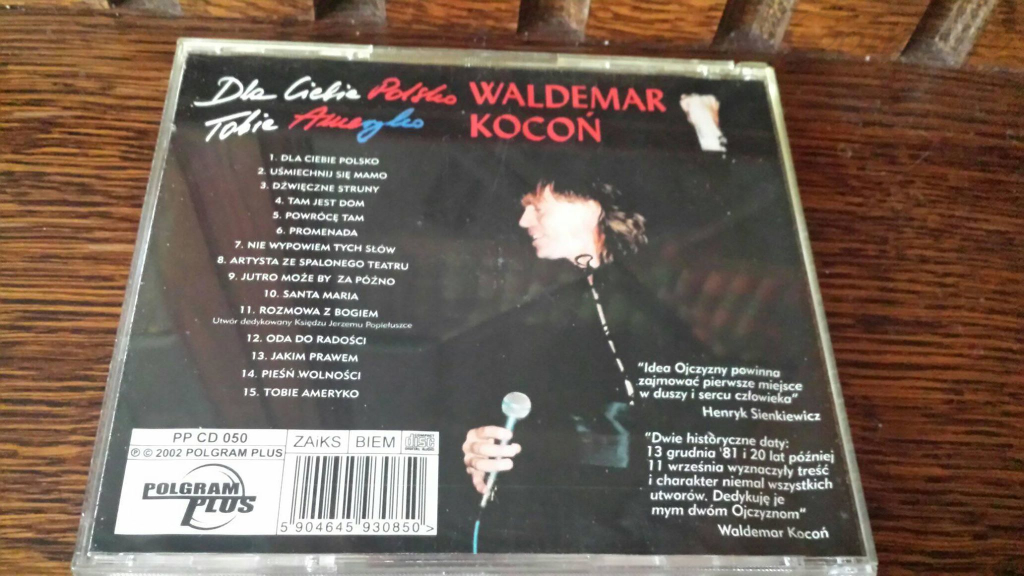 Dla Ciebie Polsko
Tobie Ameryko
WALDEMAR
KOCOŃ
1. DLA CIEBIE POLSKO
2. UŚMIECHNIJ SIĘ MAMO
3. DŹWIĘCZNE STRUNY
4. TAM JEST DOM
5. POWRÓCĘ TAM
6. PROMENADA
7. NIE WYPOWIEM TYCH SŁÓW
8. ARTYSTA ZE SPALONEGO TEATRU
9. JUTRO MOŻE BY ZA PÓŹNO
10. SANTA MARIA
11. ROZMOWA Z BOGIEM
Utwór dedykowany Księdzu Jerzemu Popiełuszce
12. ODA DO RADOŚCI
13. JAKIM PRAWEM
14. PIEŚŃ WOLNOŚCI
15. TOBIE AMERYKO
"Idea Ojczyzny powinna
zajmować pierwsze miejsce
w duszy i sercu człowieka"
Henryk Sienkiewicz
"Dwie historyczne daty:
13 grudnia '81 i 20 lat później
11 września wyznaczyły treść
i charakter niemal wszystkich
utworów. Dedykuję je
mym dwóm Ojczyznom"
Waldemar Kocoń
PP CD 050
℗ © 2002 POLGRAM PLUS
POLGRAM
PLUS
ZAiKS BIEM
5 904645 930850 >